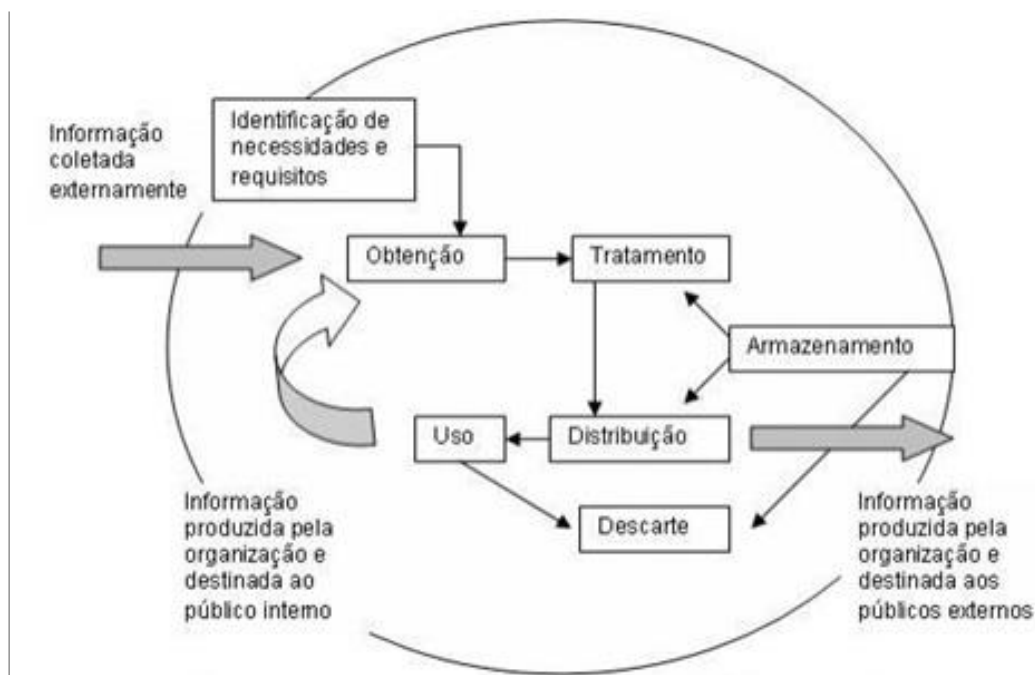 Informação
coletada
externamente
Identificação de
necessidades e
requisitos
Obtenção
Tratamento
Armazenamento
Uso
Distribuição
Descarte
Informação
produzida pela
organização e
destinada ao
público interno
Informação
produzida pela
organização e
destinada aos
públicos externos